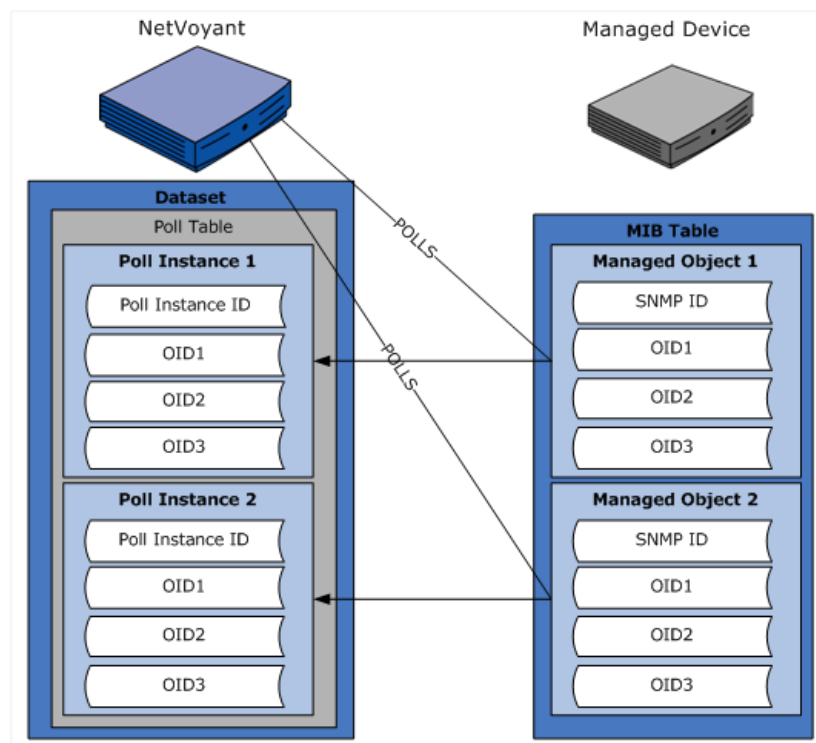 NetVoyant
Managed Device
Dataset
Poll Table
Poll Instance 1
Poll Instance ID
OID1
OID2
OID3
Poll Instance 2
Poll Instance ID
OID1
OID2
OID3
POLLS
POLLS
MIB Table
Managed Object 1
SNMP ID
OID1
OID2
OID3
Managed Object 2
SNMP ID
OID1
OID2
OID3